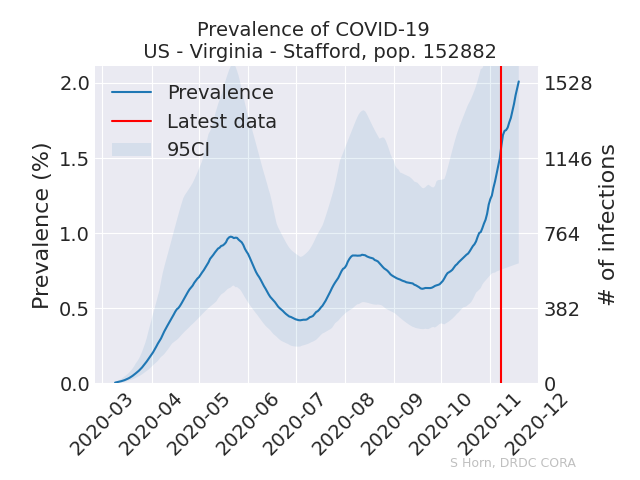 Prevalence of COVID-19
US - Virginia - Stafford, pop. 152882
Prevalence
Latest data
95CI
Prevalence (%)
2.0
1.5
1.0
0.5
0.0
1528
1146
764
382
0
# of infections
2020-03
2020-04
2020-05
2020-06
2020-07
2020-08
2020-09
2020-10
2020-11
2020-12
S Horn, DRDC CORA